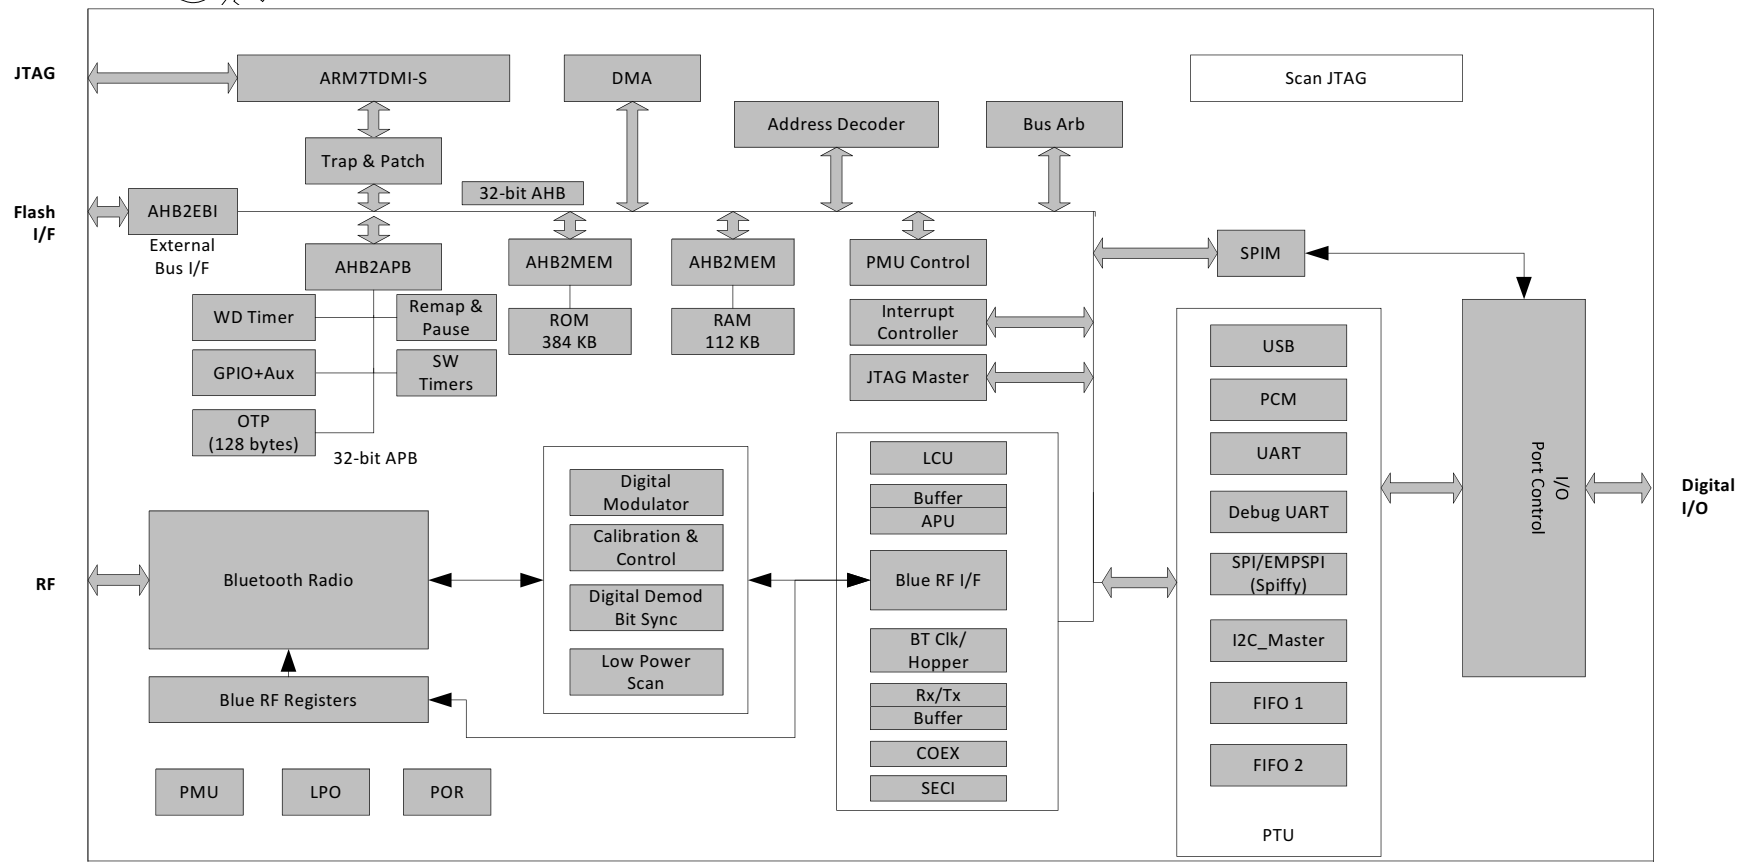 JTAG
ARM7TDMI-S
DMA
Scan JTAG
Address Decoder
Bus Arb
Trap & Patch
32-bit AHB
Flash
I/F
AHB2EBI
External
Bus I/F
AHB2APB
AHB2MEM
AHB2MEM
PMU Control
SPIM
WD Timer
Remap &
Pause
ROM
384 KB
RAM
112 KB
Interrupt
Controller
GPIO+Aux
SW
Timers
JTAG Master
OTP
(128 bytes)
32-bit APB
USB
PCM
UART
Debug UART
SPI/EMPSPI
(Spiffy)
I2C_Master
FIFO 1
FIFO 2
PTU
I/O
Port Control
Digital
I/O
LCU
Buffer
APU
Blue RF I/F
BT Clk/
Hopper
Rx/Tx
Buffer
COEX
SECI
Digital
Modulator
Calibration &
Control
Digital Demod
Bit Sync
Low Power
Scan
RF
Bluetooth Radio
Blue RF Registers
PMU
LPO
POR